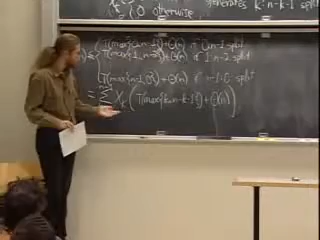 0 otherwise generates k:n-k-1 split
T(max{0,n-1})+Θ(n) if 0:n-1 split
T(max{1,n-2})+Θ(n) if 1:n-2 split
T(max{n-1,0})+Θ(n) if n-1:0 split
= Σ X_k (T(max{k,n-k-1})+Θ(n))